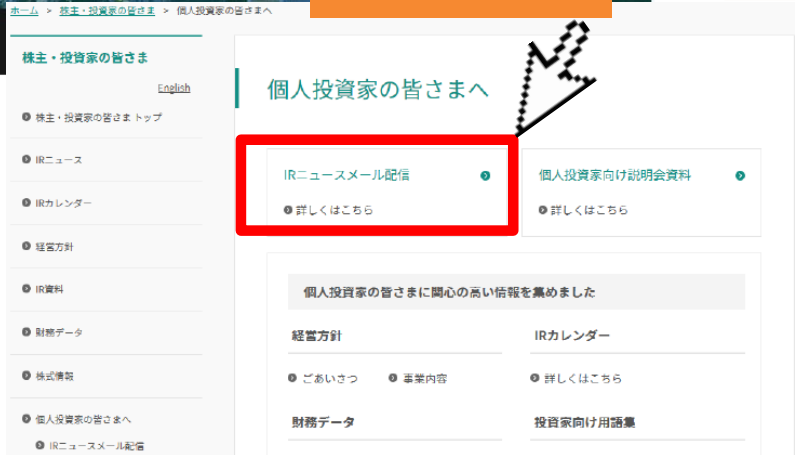 ホーム > 株主・投資家の皆さま > 個人投資家の皆さまへ
株主・投資家の皆さま
English
株主・投資家の皆さま トップ
IRニュース
IRカレンダー
経営方針
IR資料
財務データ
株式情報
個人投資家の皆さまへ
IRニュースメール配信
個人投資家の皆さまへ
IRニュースメール配信
詳しくはこちら
個人投資家向け説明会資料
詳しくはこちら
個人投資家の皆さまに関心の高い情報を集めました
経営方針
ごあいさつ 事業内容
IRカレンダー
詳しくはこちら
財務データ
投資家向け用語集